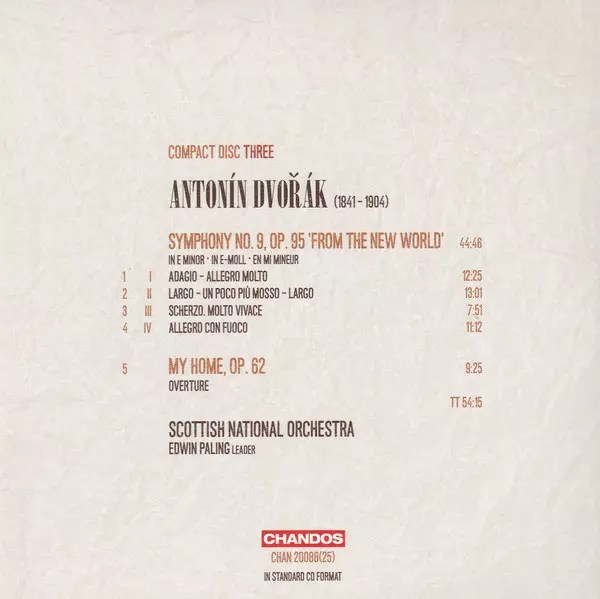 COMPACT DISC THREE
ANTONÍN DVOŘÁK (1841 – 1904)
SYMPHONY NO. 9, OP. 95 'FROM THE NEW WORLD' 44:46
IN E MINOR · IN E-MOLL · EN MI MINEUR
1 I ADAGIO – ALLEGRO MOLTO 12:25
2 II LARGO – UN POCO PIÙ MOSSO – LARGO 13:01
3 III SCHERZO. MOLTO VIVACE 7:51
4 IV ALLEGRO CON FUOCO 11:12
5 MY HOME, OP. 62 9:25
OVERTURE
TT 54:15
SCOTTISH NATIONAL ORCHESTRA
EDWIN PALING LEADER
CHANDOS
CHAN 20088(25)
IN STANDARD CD FORMAT